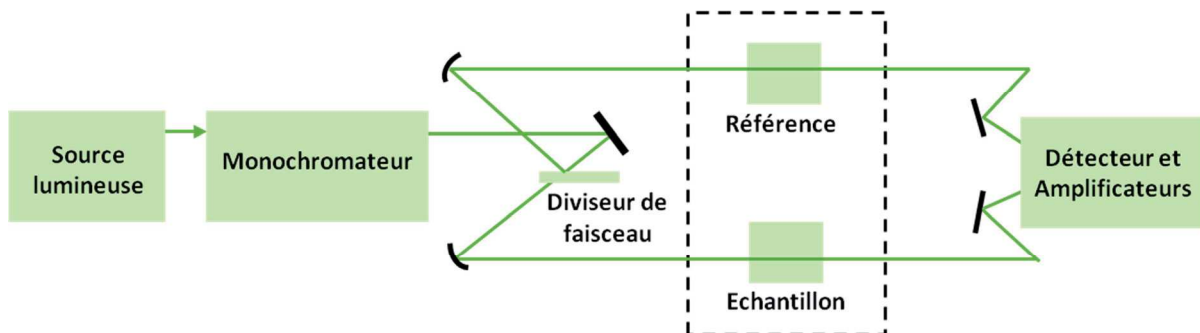 Source
lumineuse
Monochromateur
Diviseur de
faisceau
Référence
Echantillon
Détecteur et
Amplificateurs